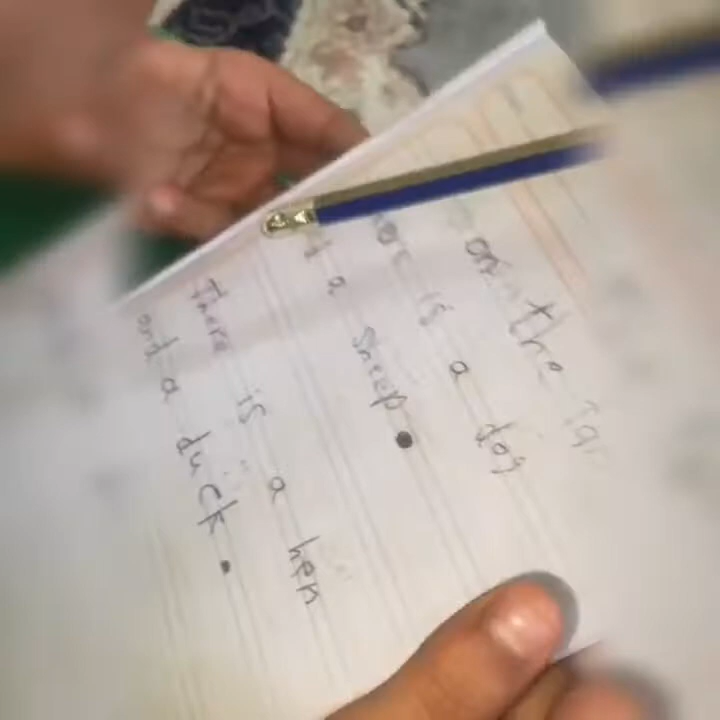 on the
is a dog
a sheep.
There is a hen
and a duck.